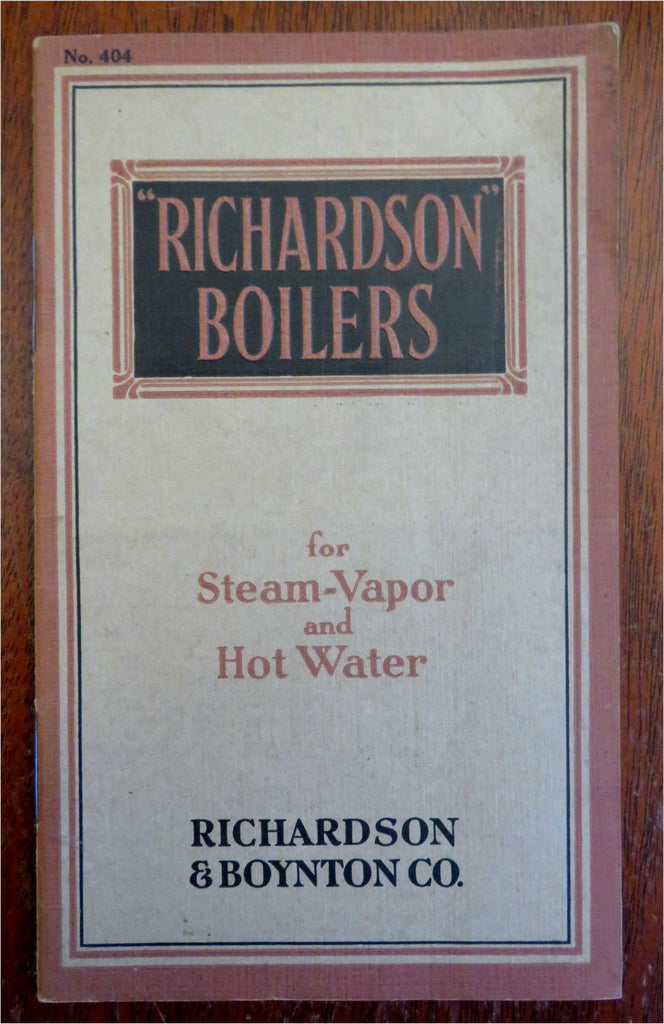 No. 404
"RICHARDSON"
BOILERS
for
Steam-Vapor
and
Hot Water
RICHARDSON
& BOYNTON CO.